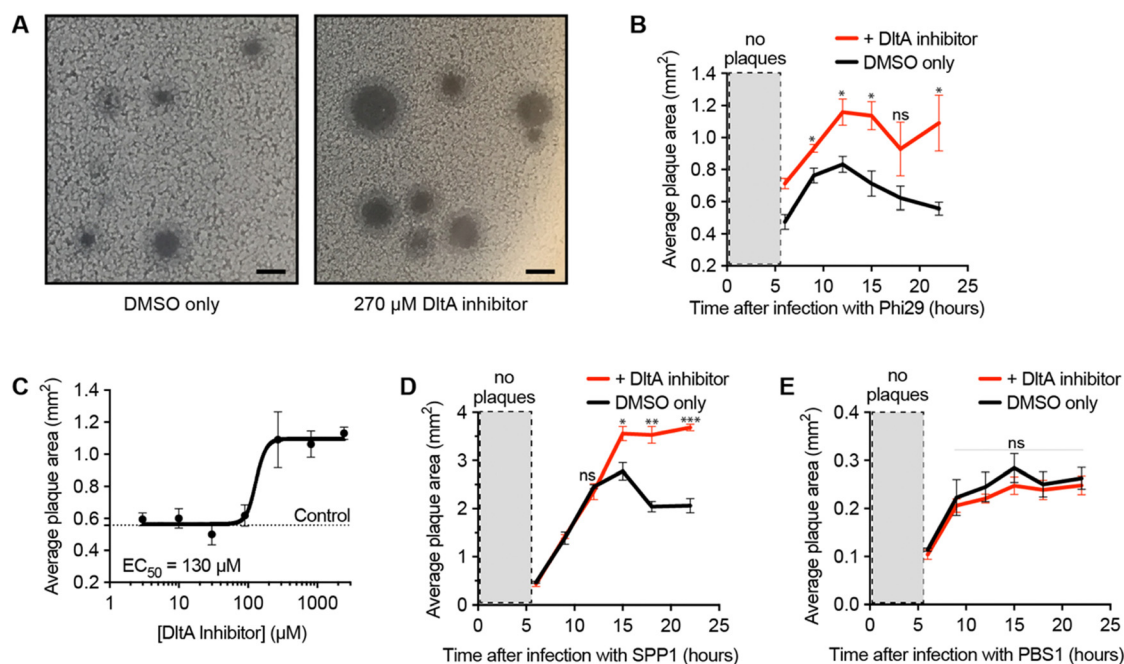 A
DMSO only
270 µM DltA inhibitor
B
+ DltA inhibitor
DMSO only
no
plaques
Average plaque area (mm²)
1.4
1.2
1.0
0.8
0.6
0.4
0.2
*
*
*
ns
*
0
5
10
15
20
25
Time after infection with Phi29 (hours)
C
Average plaque area (mm²)
1.4
1.2
1.0
0.8
0.6
0.4
0.2
Control
EC₅₀ = 130 µM
1
10
100
1000
[DltA Inhibitor] (µM)
D
+ DltA inhibitor
DMSO only
no
plaques
Average plaque area (mm²)
4
3
2
1
0
ns
*
**
***
0
5
10
15
20
25
Time after infection with SPP1 (hours)
E
+ DltA inhibitor
DMSO only
no
plaques
Average plaque area (mm²)
0.4
0.3
0.2
0.1
0
ns
0
5
10
15
20
25
Time after infection with PBS1 (hours)